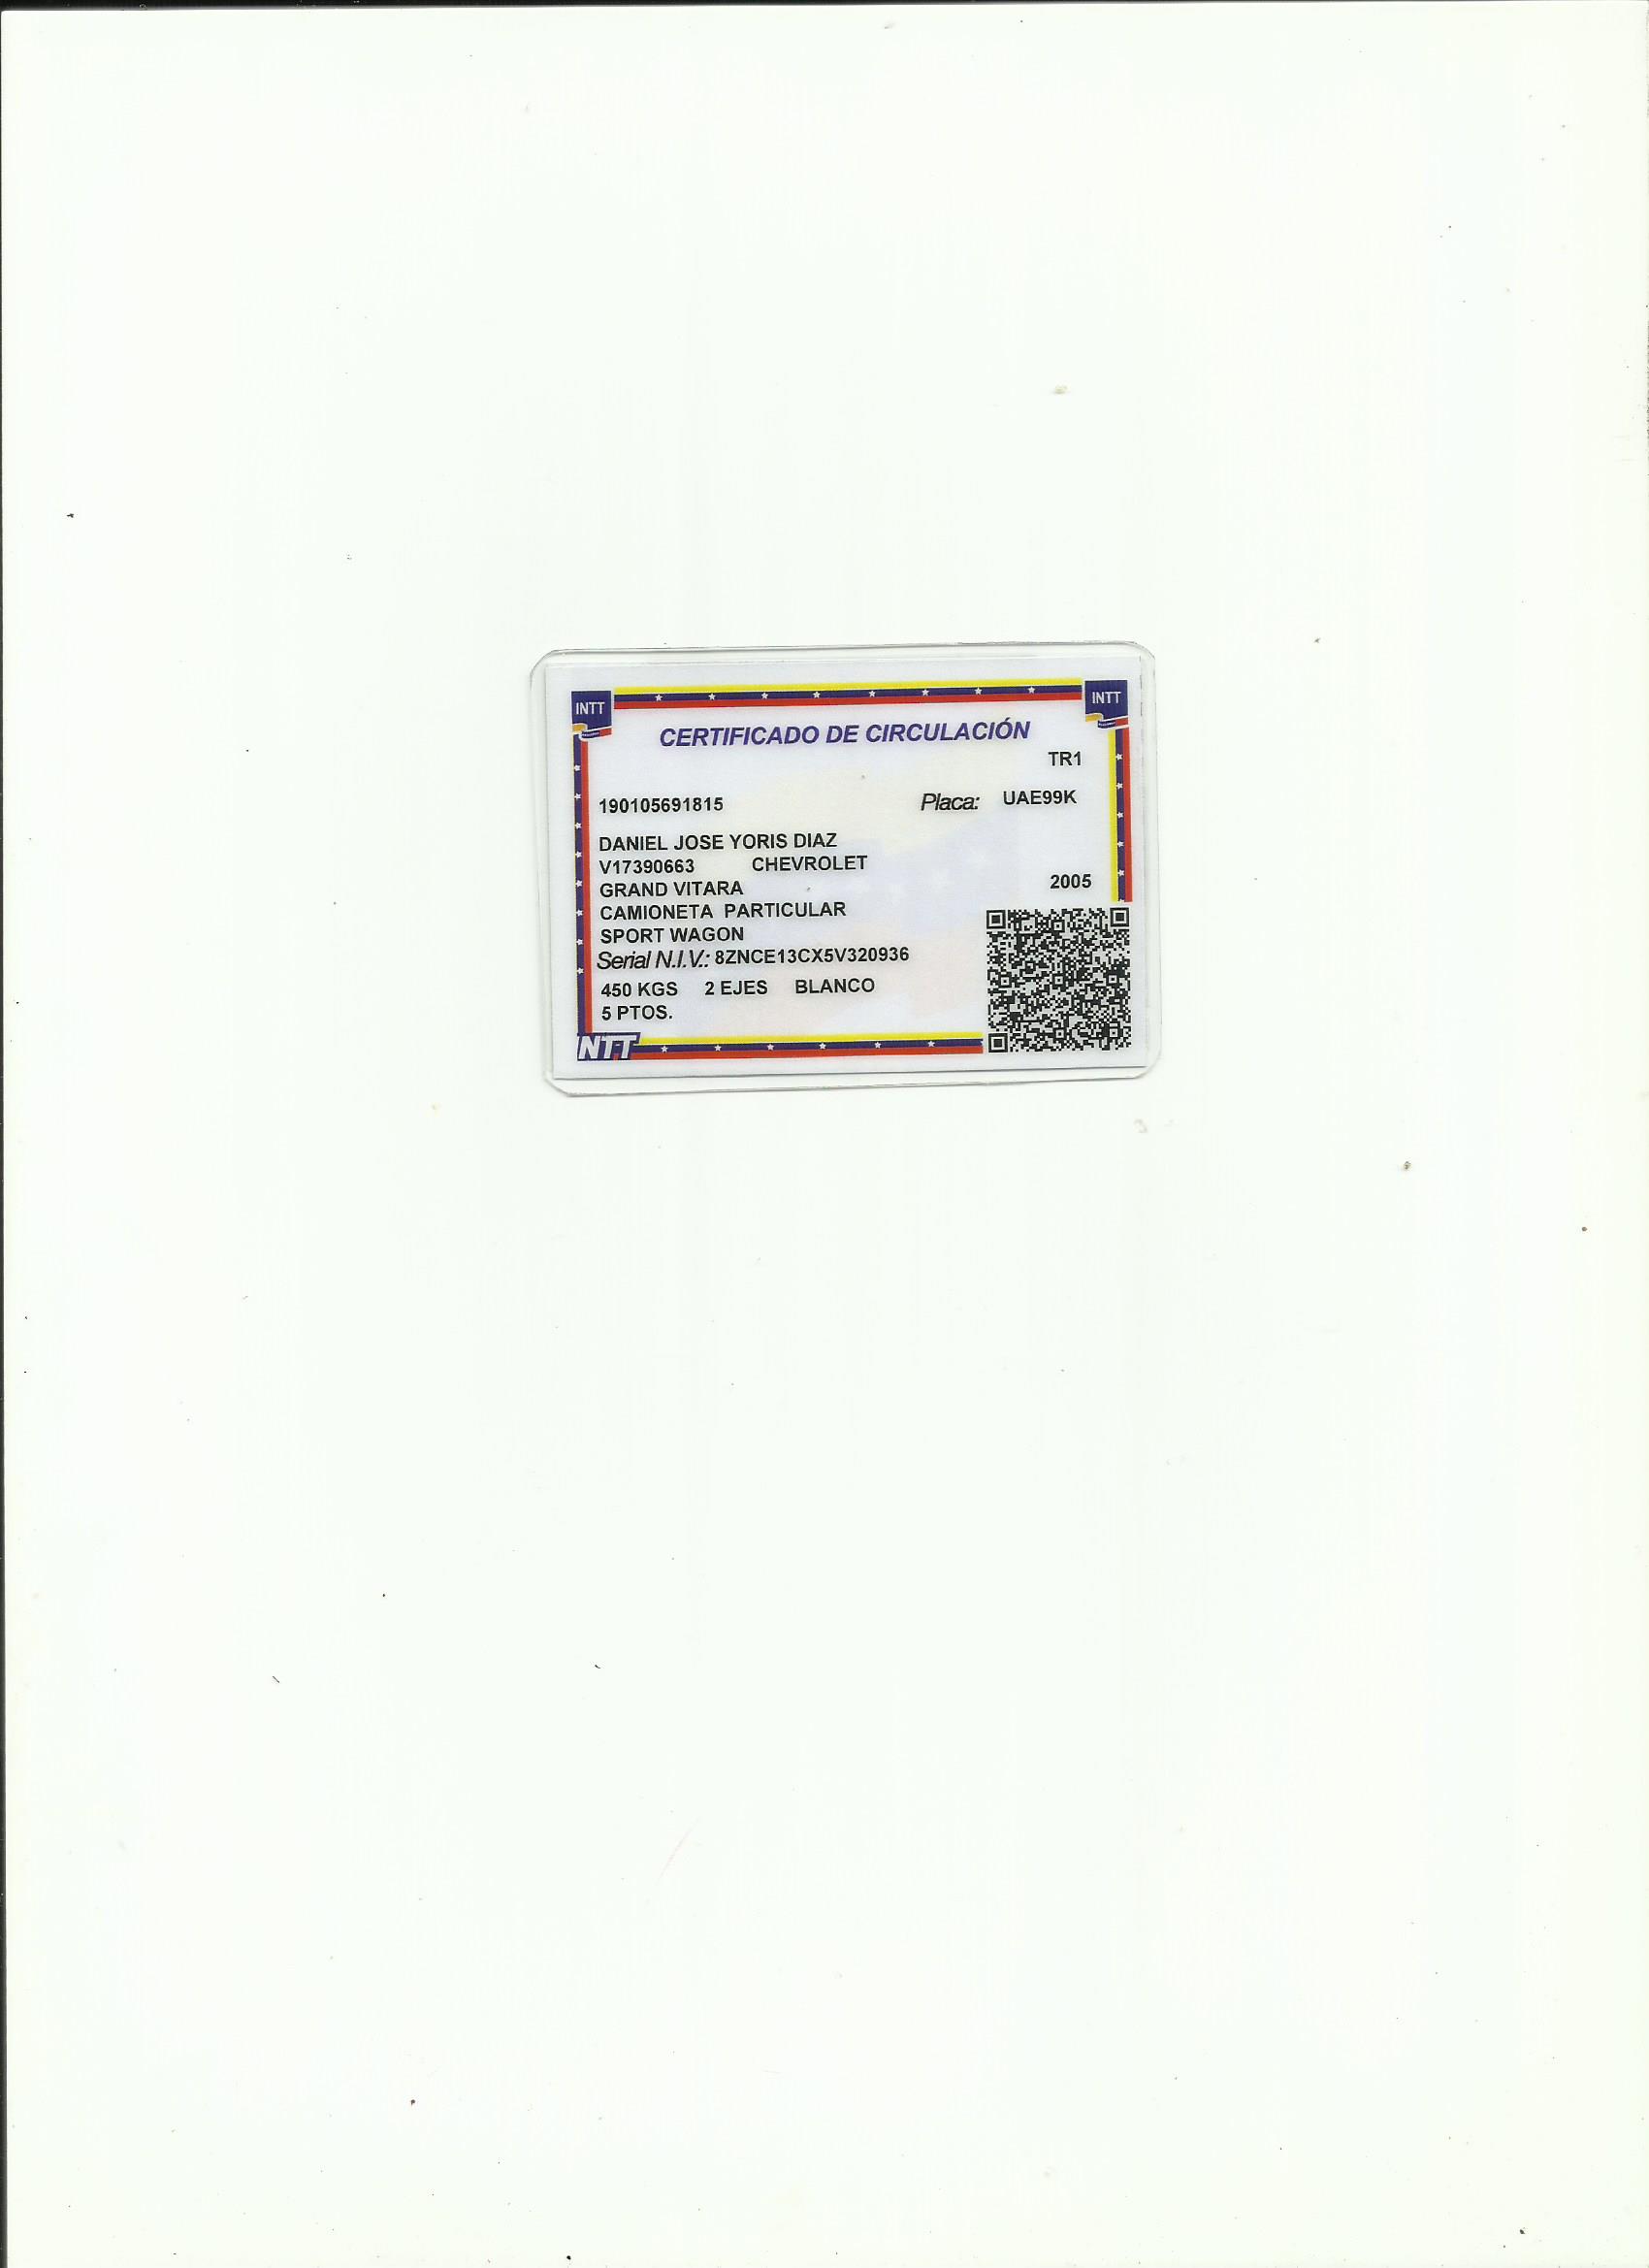 INTT INTT
CERTIFICADO DE CIRCULACIÓN
TR1
190105691815 Placa: UAE99K
DANIEL JOSE YORIS DIAZ
V17390663 CHEVROLET
GRAND VITARA 2005
CAMIONETA PARTICULAR
SPORT WAGON
Serial N.I.V.: 8ZNCE13CX5V320936
450 KGS 2 EJES BLANCO
5 PTOS.
INTT